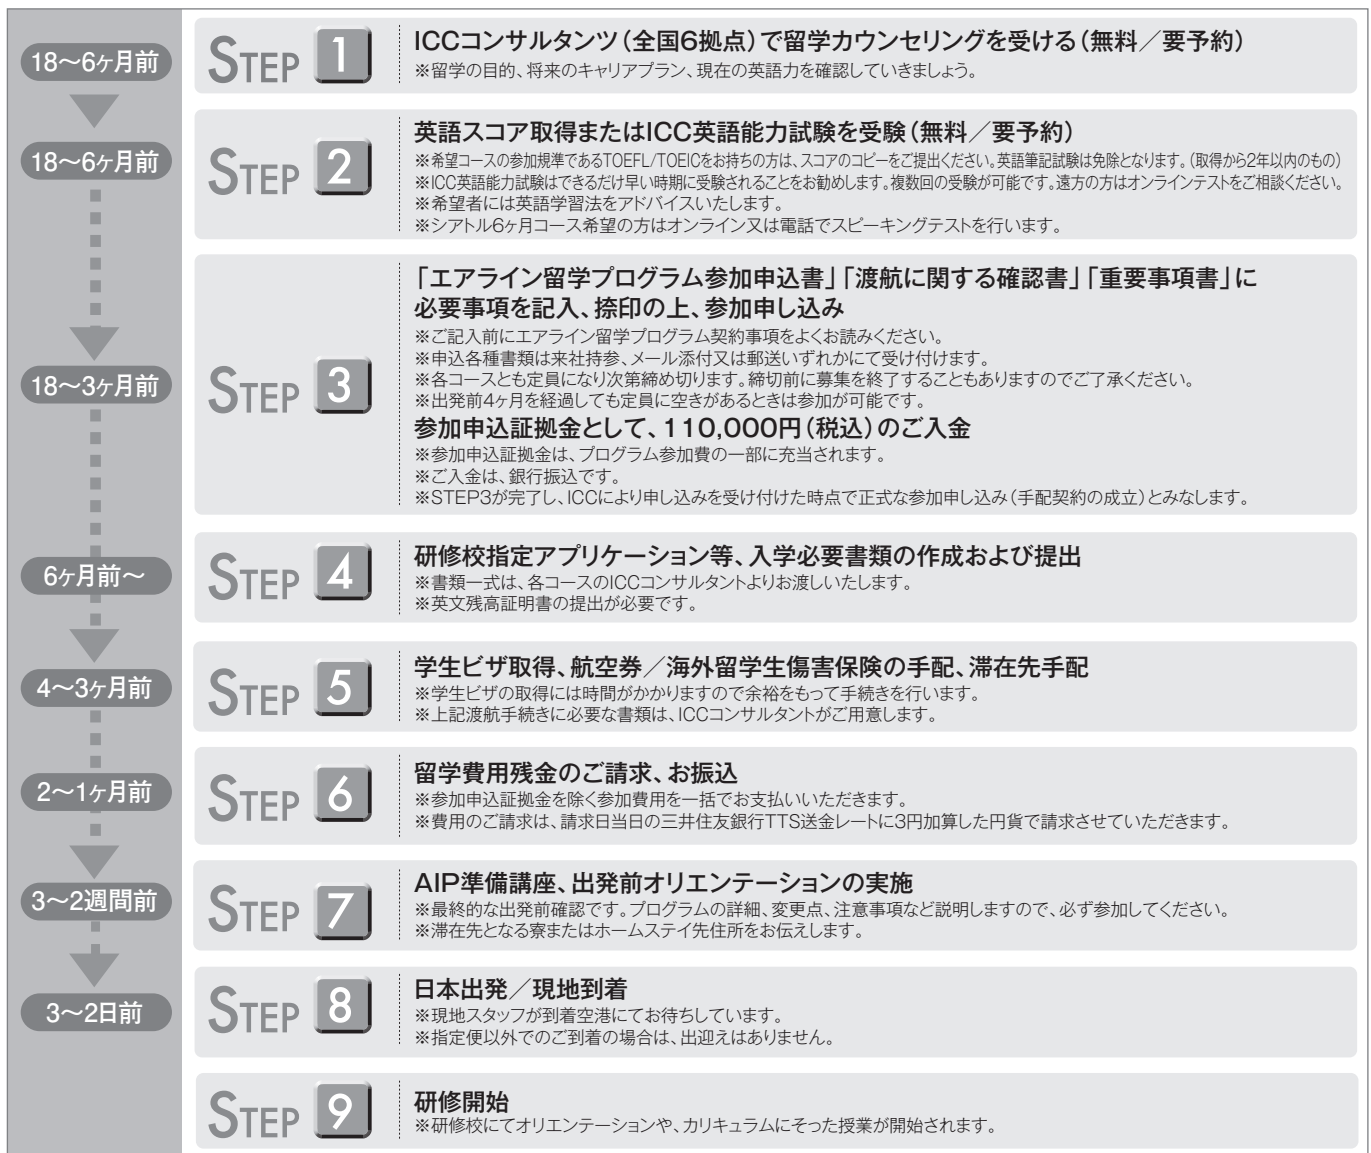 18〜6ヶ月前
STEP 1
ICCコンサルタンツ（全国6拠点）で留学カウンセリングを受ける（無料／要予約）
※留学の目的、将来のキャリアプラン、現在の英語力を確認していきましょう。
18〜6ヶ月前
STEP 2
英語スコア取得またはICC英語能力試験を受験（無料／要予約）
※希望コースの参加規準であるTOEFL/TOEICをお持ちの方は、スコアのコピーをご提出ください。英語筆記試験は免除となります。（取得から2年以内のもの）
※ICC英語能力試験はできるだけ早い時期に受験されることをお勧めします。複数回の受験が可能です。遠方の方はオンラインテストをご相談ください。
※希望者には英語学習法をアドバイスいたします。
※シアトル6ヶ月コース希望の方はオンライン又は電話でスピーキングテストを行います。
18〜3ヶ月前
STEP 3
「エアライン留学プログラム参加申込書」「渡航に関する確認書」「重要事項書」に
必要事項を記入、捺印の上、参加申し込み
※ご記入前にエアライン留学プログラム契約事項をよくお読みください。
※申込各種書類は来社持参、メール添付又は郵送いずれかにて受け付けます。
※各コースとも定員になり次第締め切ります。締切前に募集を終了することもありますのでご了承ください。
※出発前4ヶ月を経過しても定員に空きがあるときは参加が可能です。
参加申込証拠金として、110,000円（税込）のご入金
※参加申込証拠金は、プログラム参加費の一部に充当されます。
※ご入金は、銀行振込です。
※STEP3が完了し、ICCにより申し込みを受け付けた時点で正式な参加申し込み（手配契約の成立）とみなします。
6ヶ月前〜
STEP 4
研修校指定アプリケーション等、入学必要書類の作成および提出
※書類一式は、各コースのICCコンサルタントよりお渡しいたします。
※英文残高証明書の提出が必要です。
4〜3ヶ月前
STEP 5
学生ビザ取得、航空券／海外留学生傷害保険の手配、滞在先手配
※学生ビザの取得には時間がかかりますので余裕をもって手続きを行います。
※上記渡航手続きに必要な書類は、ICCコンサルタントがご用意します。
2〜1ヶ月前
STEP 6
留学費用残金のご請求、お振込
※参加申込証拠金を除く参加費用を一括でお支払いいただきます。
※費用のご請求は、請求日当日の三井住友銀行TTS送金レートに3円加算した円貨で請求させていただきます。
3〜2週間前
STEP 7
AIP準備講座、出発前オリエンテーションの実施
※最終的な出発前確認です。プログラムの詳細、変更点、注意事項など説明しますので、必ず参加してください。
※滞在先となる寮またはホームステイ先住所をお伝えします。
3〜2日前
STEP 8
日本出発／現地到着
※現地スタッフが到着空港にてお待ちしています。
※指定便以外でのご到着の場合は、出迎えはありません。
STEP 9
研修開始
※研修校にてオリエンテーションや、カリキュラムにそった授業が開始されます。